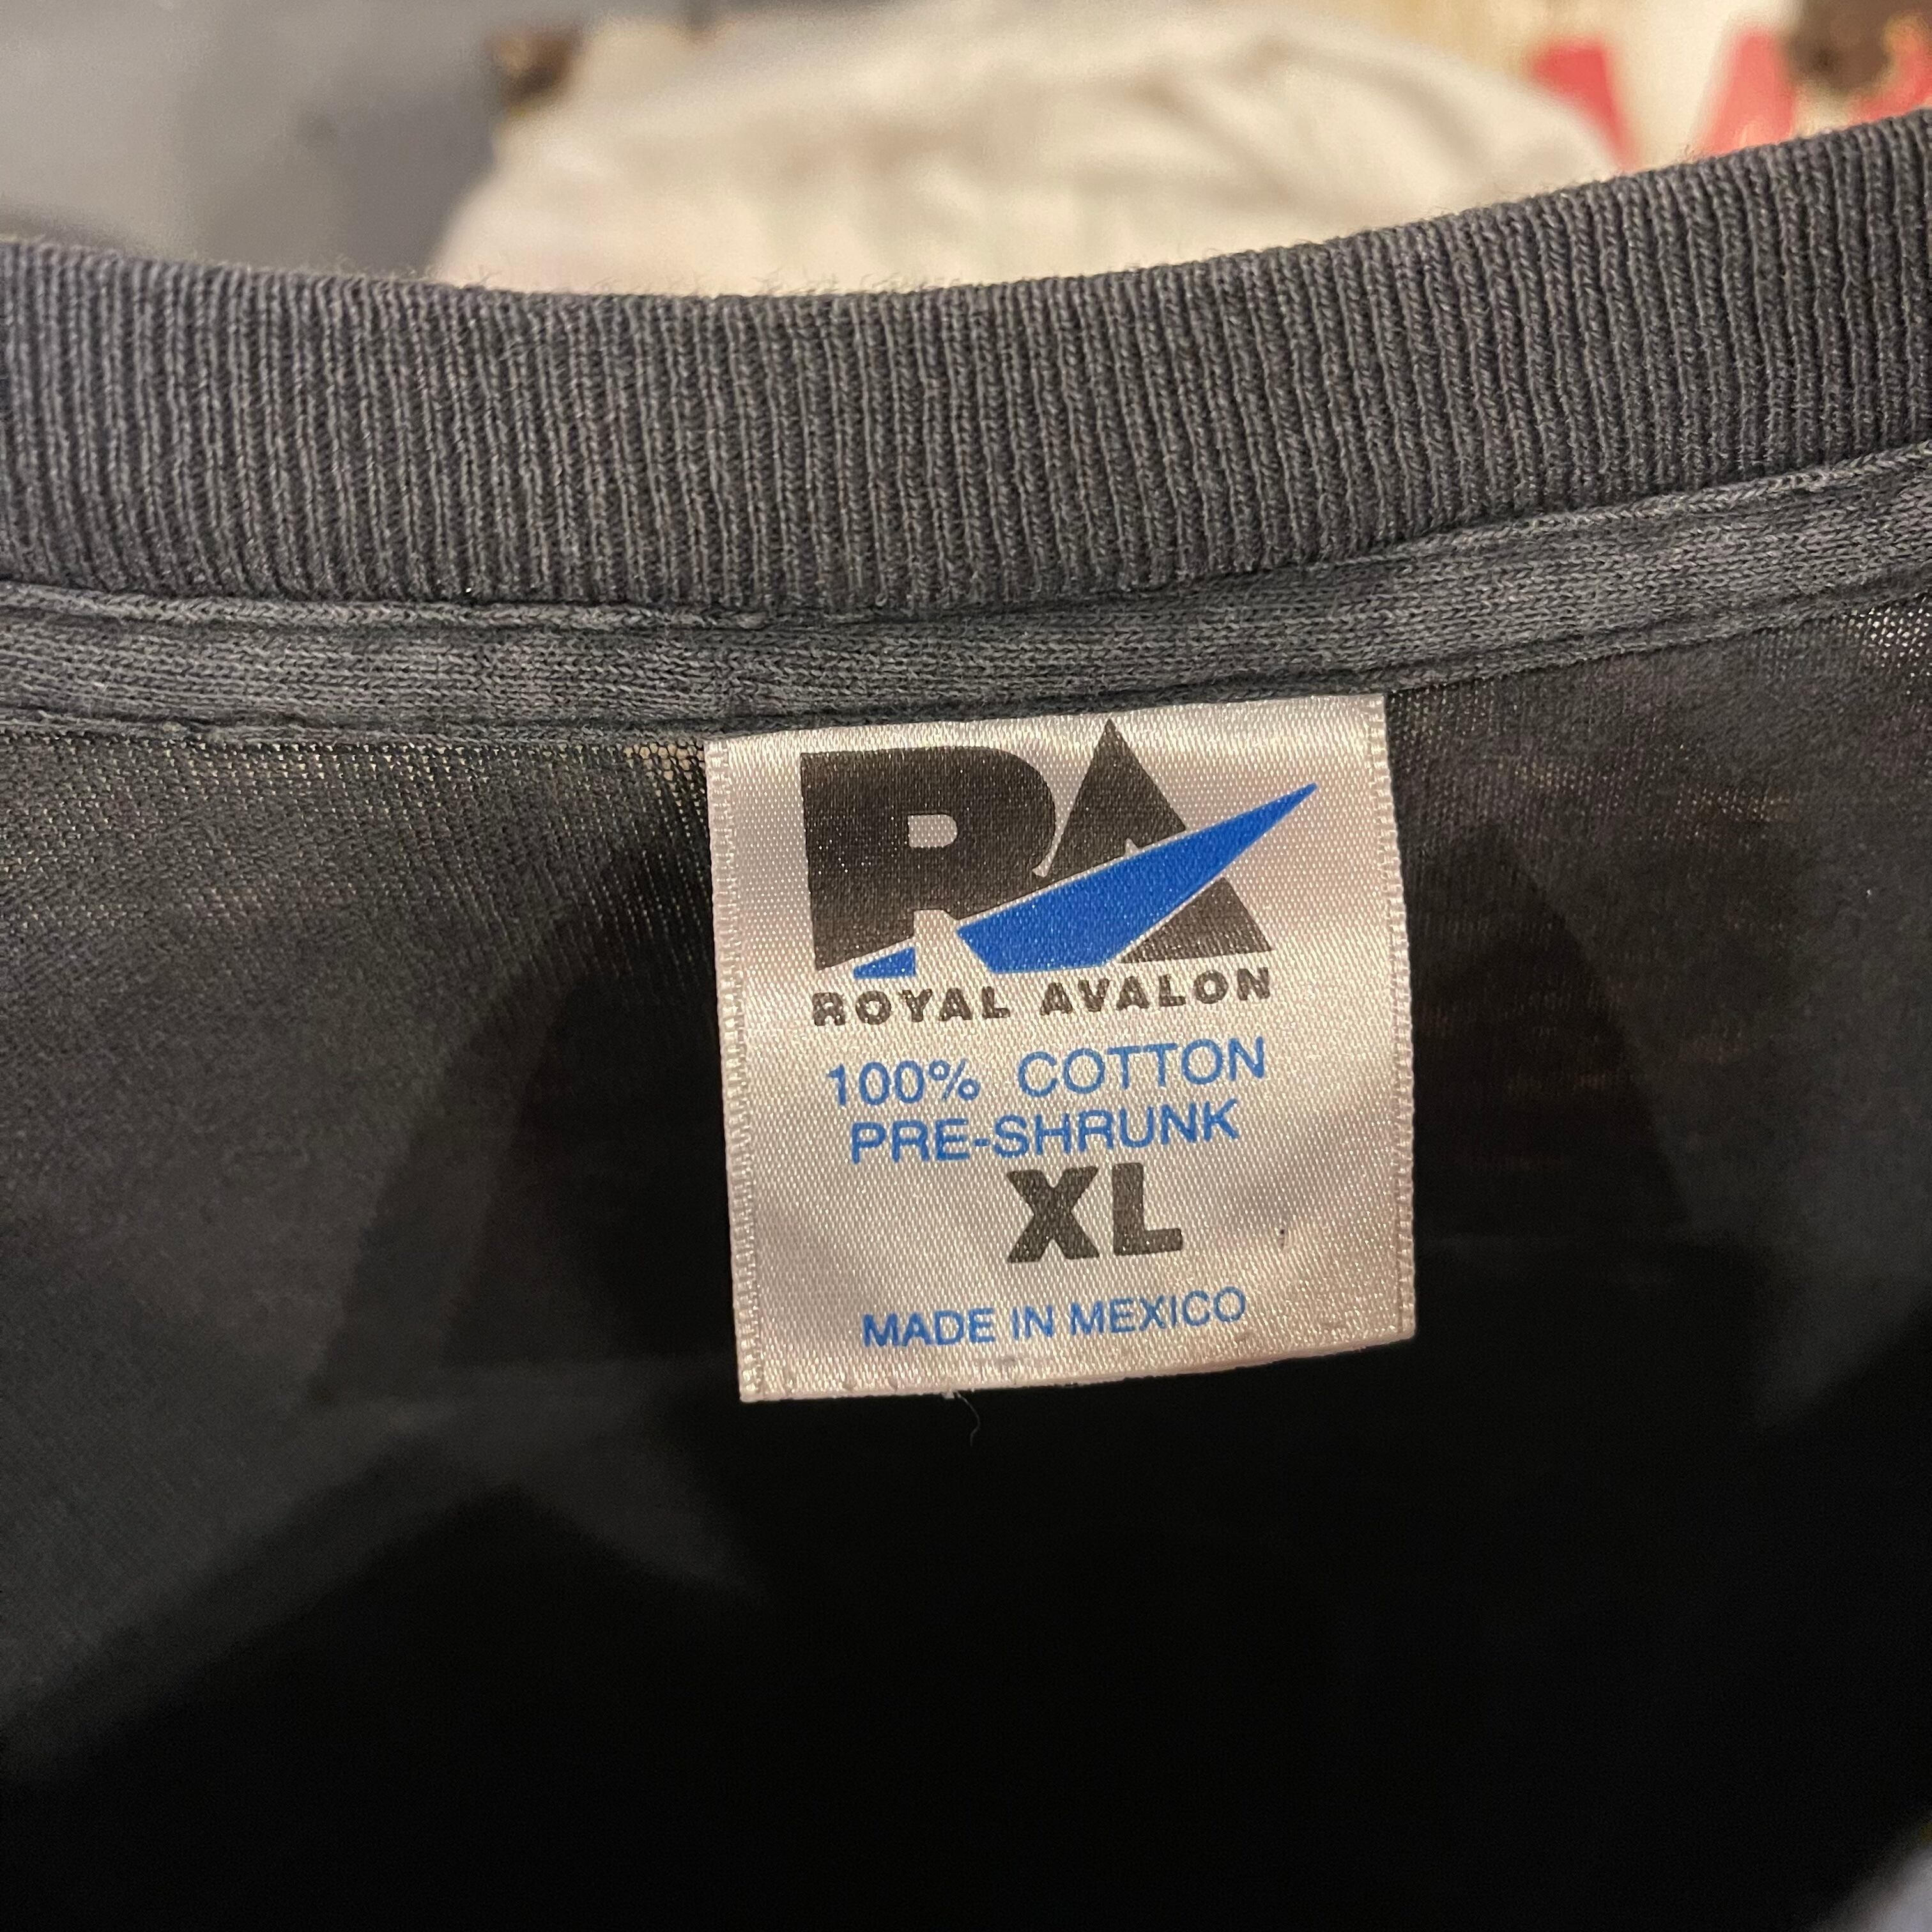 RA
ROYAL AVALON
100% COTTON
PRE-SHRUNK
XL
MADE IN MEXICO